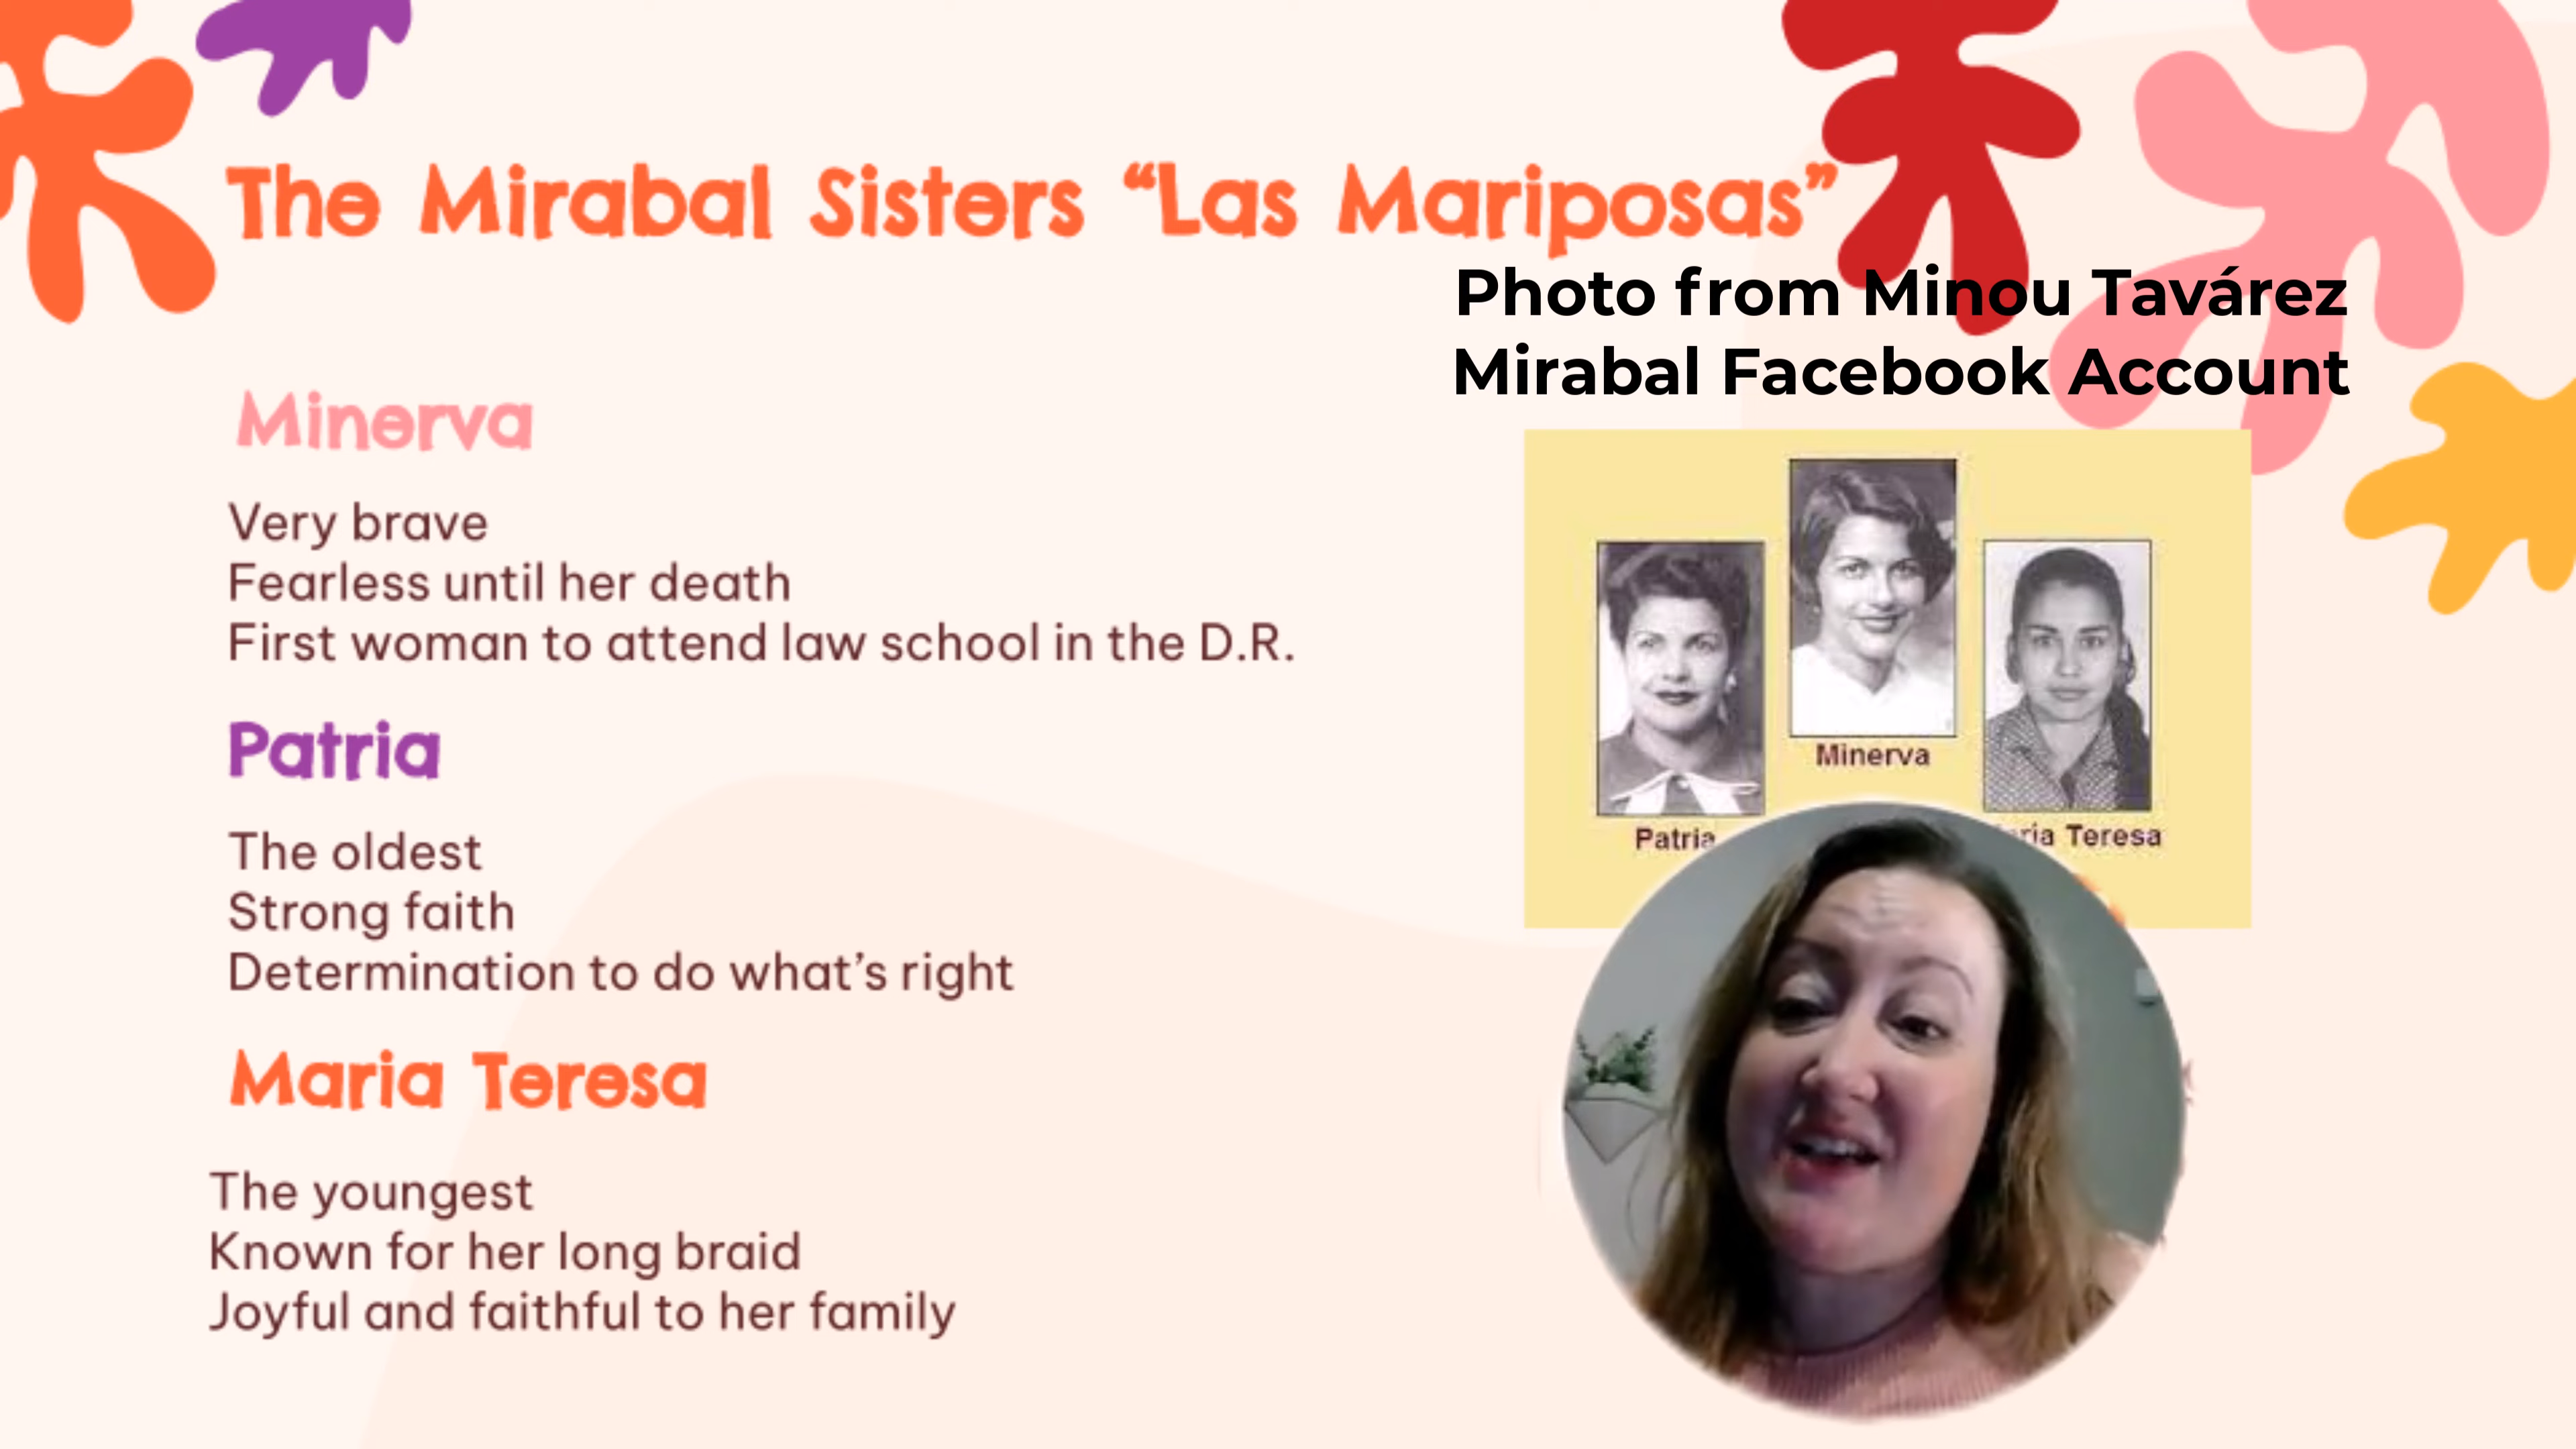 The Mirabal Sisters “Las Mariposas”
Photo from Minou Tavárez
Mirabal Facebook Account
Minerva
Very brave
Fearless until her death
First woman to attend law school in the D.R.
Patria
The oldest
Strong faith
Determination to do what’s right
Maria Teresa
The youngest
Known for her long braid
Joyful and faithful to her family
Minerva
Patria
ria Teresa